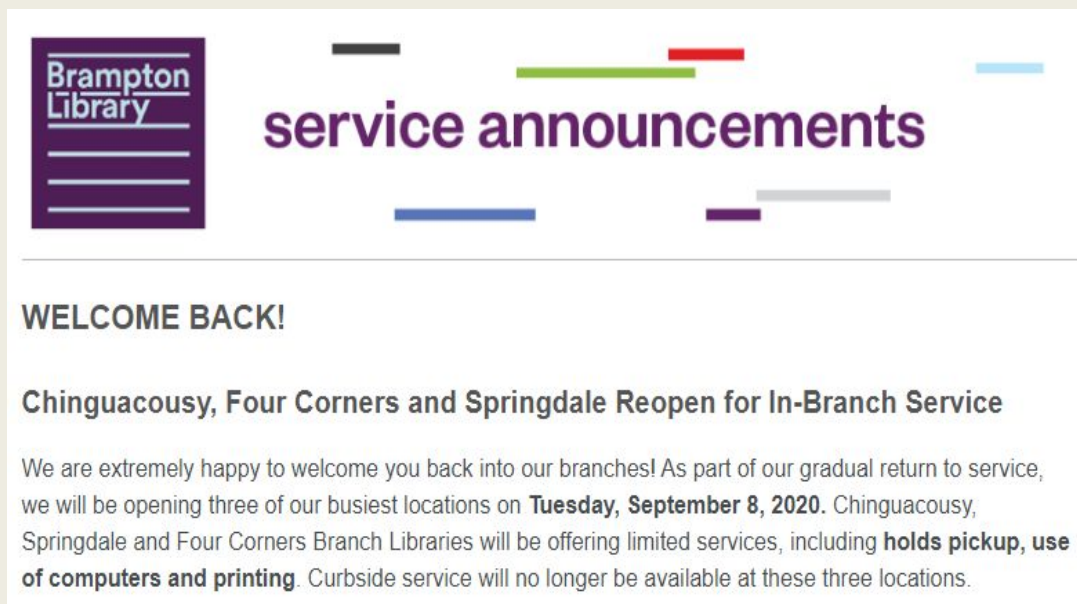 Brampton
Library
service announcements
WELCOME BACK!
Chinguacousy, Four Corners and Springdale Reopen for In-Branch Service
We are extremely happy to welcome you back into our branches! As part of our gradual return to service,
we will be opening three of our busiest locations on Tuesday, September 8, 2020. Chinguacousy,
Springdale and Four Corners Branch Libraries will be offering limited services, including holds pickup, use
of computers and printing. Curbside service will no longer be available at these three locations.